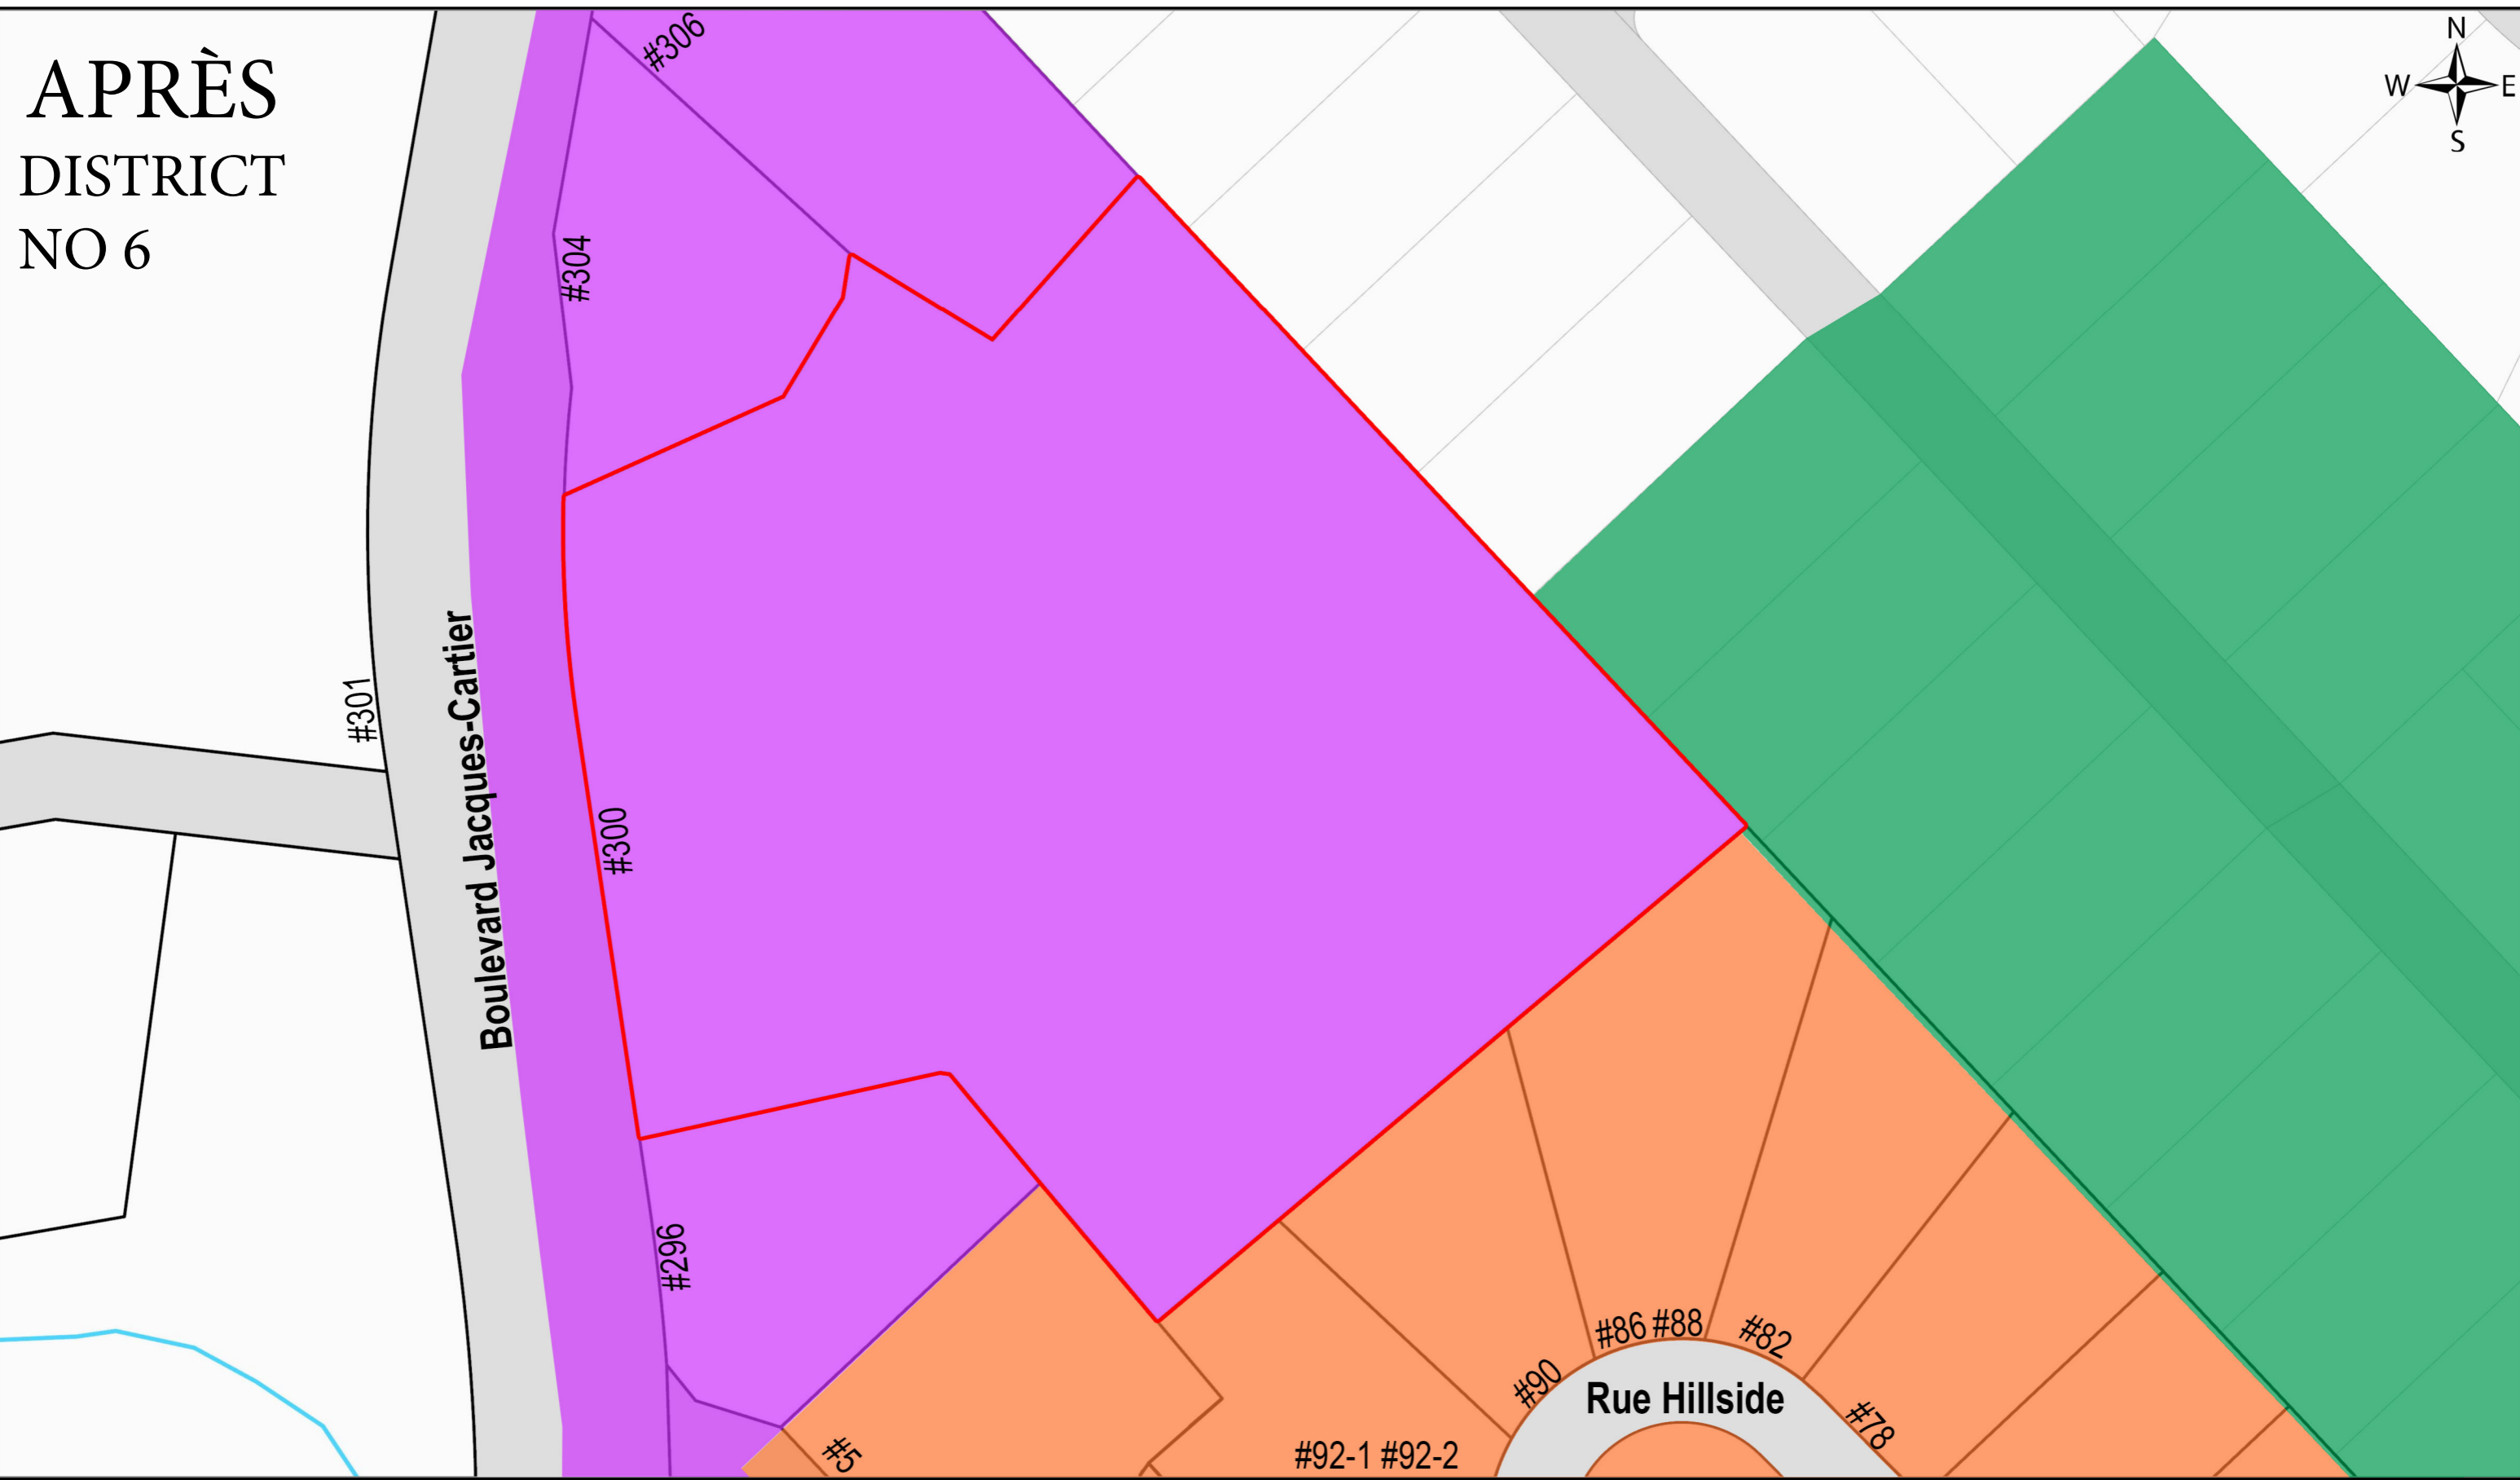 APRÈS
DISTRICT
NO 6
N
W E
S
#306
#304
Boulevard Jacques-Cartier
#301
#300
#296
#5
#92-1 #92-2
#90
#86 #88
#82
#78
Rue Hillside